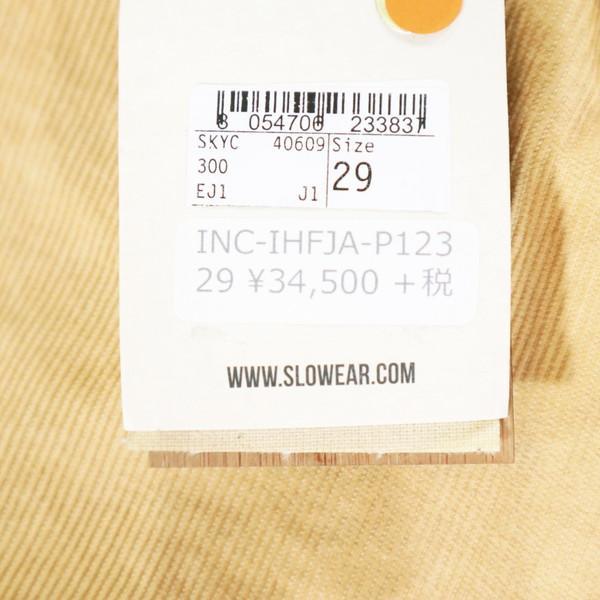 8 054700 233837
SKYC 40609 Size
300
29
EJ1 J1
INC-IHFJA-P123
29 ¥34,500 +税
WWW.SLOWEAR.COM